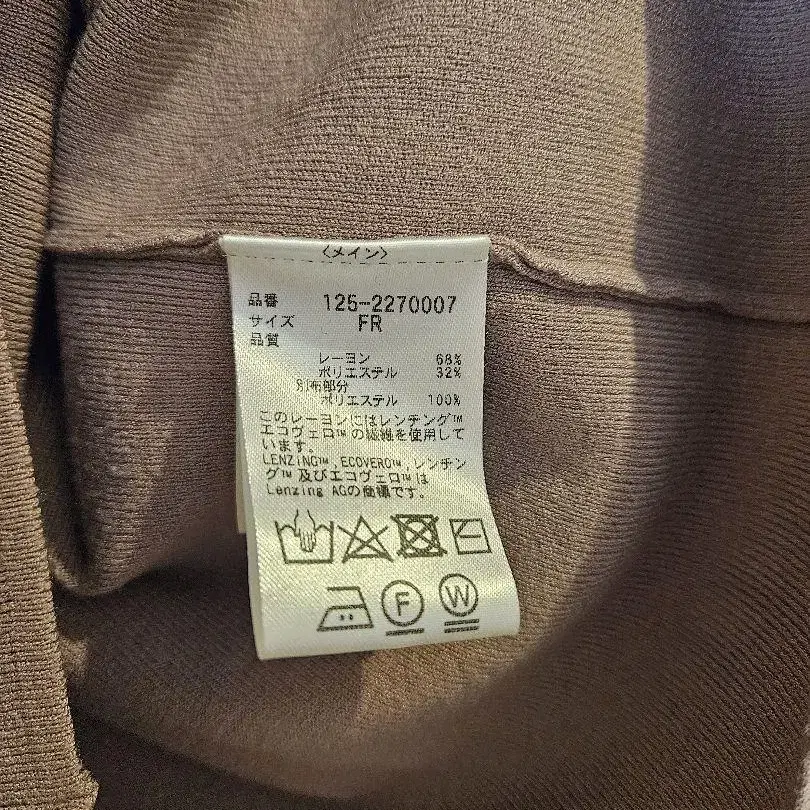 〈メイン〉
品番 125-2270007
サイズ FR
品質
レーヨン 68%
ポリエステル 32%
別布部分
ポリエステル 100%
このレーヨンにはレンチング™
エコヴェロ™の繊維を使用して
います。
LENZING™,ECOVERO™,レンチン
グ™及びエコヴェロ™は
Lenzing AGの商標です。
F W